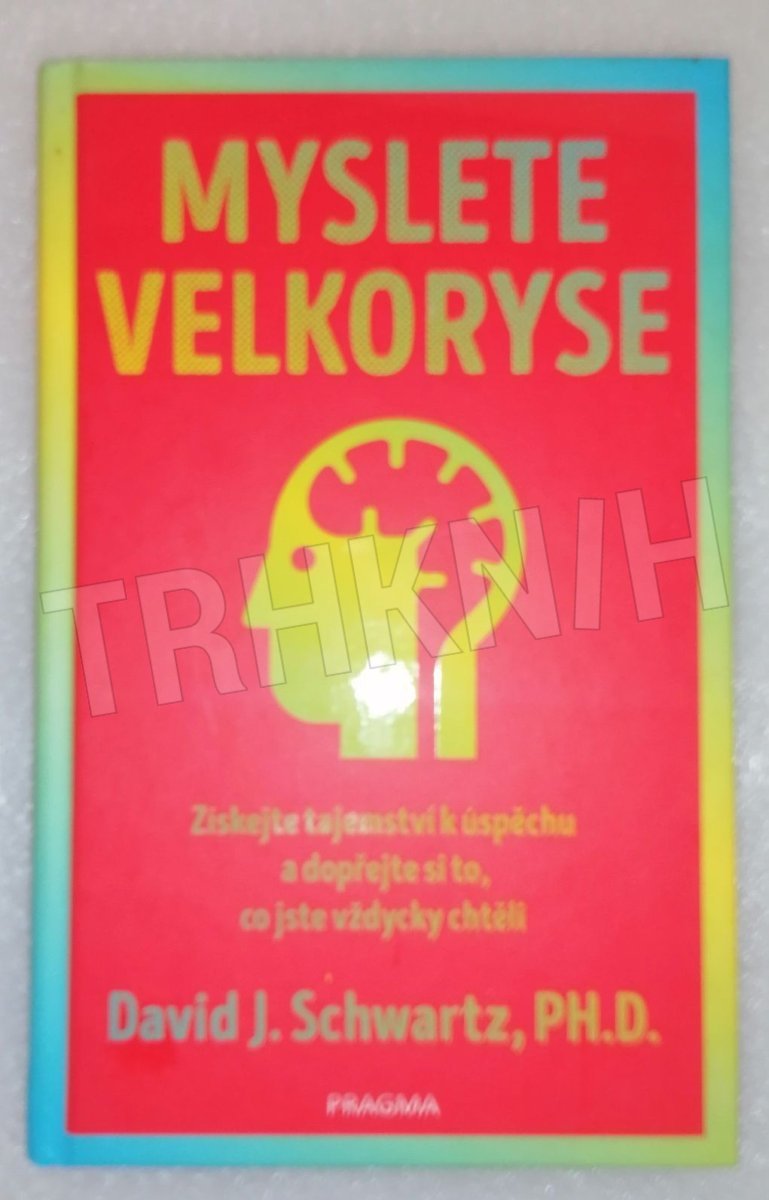 MYSLETE
VELKORYSE
TRHKNIH
Získejte tajemství k úspěchu
a dopřejte si to,
co jste vždycky chtěli
David J. Schwartz, PH.D.
PRAGMA